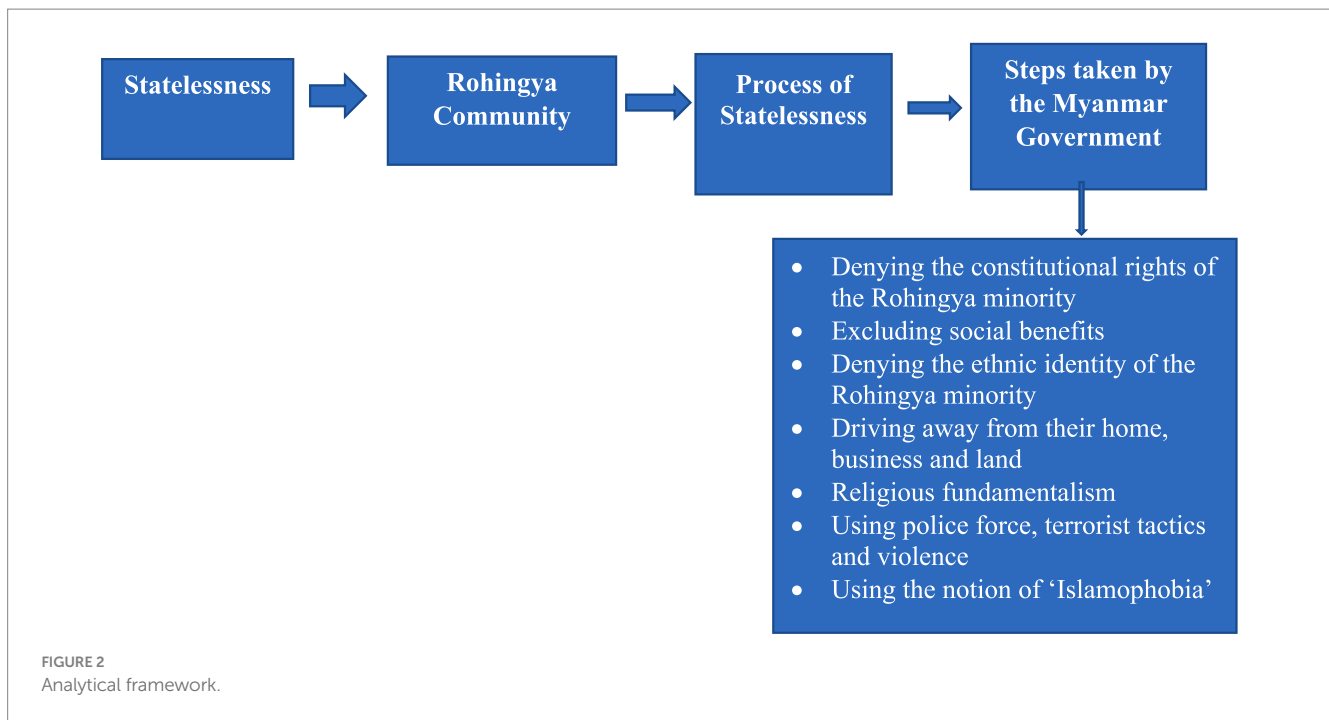 Statelessness
Rohingya
Community
Process of
Statelessness
Steps taken by
the Myanmar
Government
• Denying the constitutional rights of
the Rohingya minority
• Excluding social benefits
• Denying the ethnic identity of the
Rohingya minority
• Driving away from their home,
business and land
• Religious fundamentalism
• Using police force, terrorist tactics
and violence
• Using the notion of ‘Islamophobia’
FIGURE 2
Analytical framework.